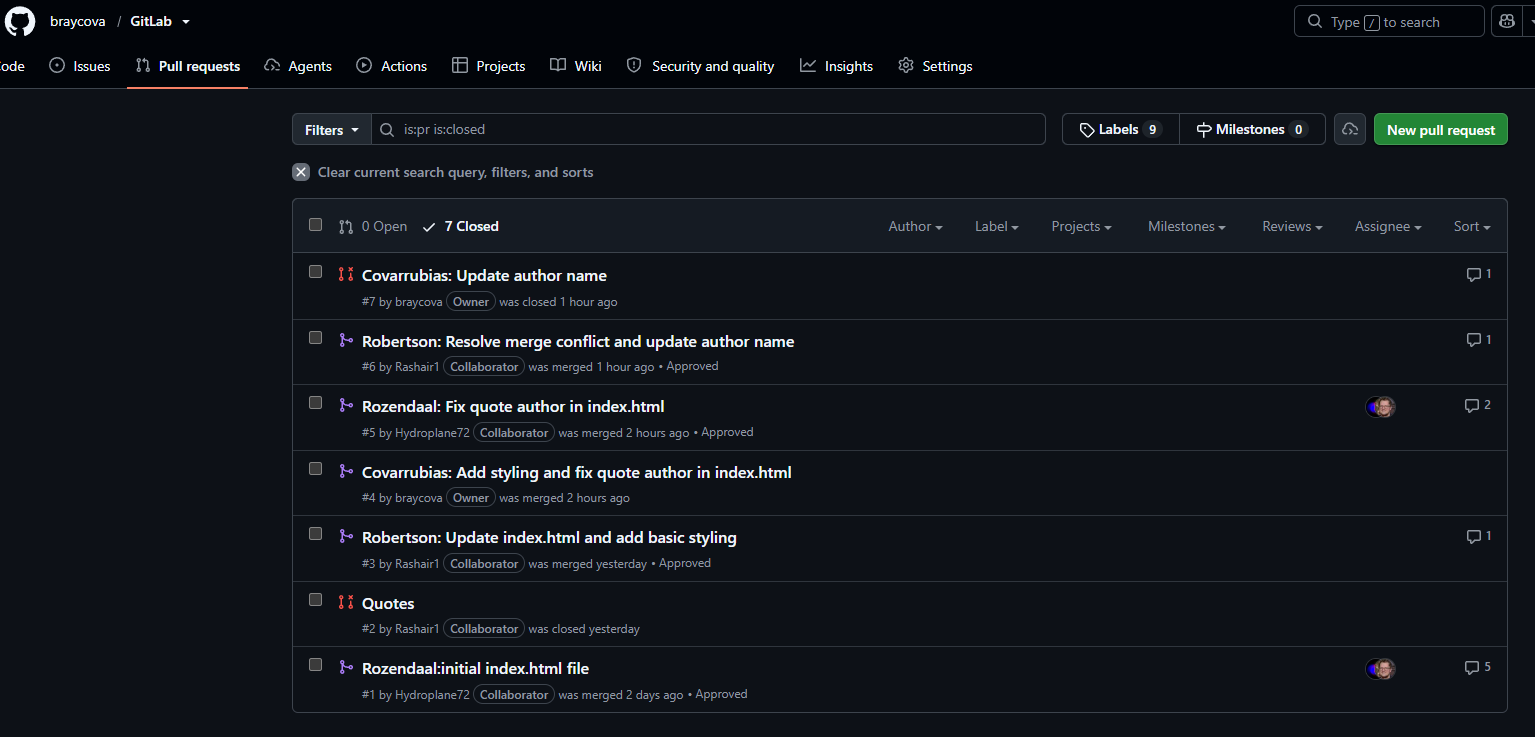 braycova / GitLab
Type / to search
ode Issues Pull requests Agents Actions Projects Wiki Security and quality Insights Settings
Filters is:pr is:closed Labels 9 Milestones 0 New pull request
Clear current search query, filters, and sorts
0 Open 7 Closed Author Label Projects Milestones Reviews Assignee Sort
Covarrubias: Update author name 1
#7 by braycova Owner was closed 1 hour ago
Robertson: Resolve merge conflict and update author name 1
#6 by Rashair1 Collaborator was merged 1 hour ago • Approved
Rozendaal: Fix quote author in index.html 2
#5 by Hydroplane72 Collaborator was merged 2 hours ago • Approved
Covarrubias: Add styling and fix quote author in index.html
#4 by braycova Owner was merged 2 hours ago
Robertson: Update index.html and add basic styling 1
#3 by Rashair1 Collaborator was merged yesterday • Approved
Quotes
#2 by Rashair1 Collaborator was closed yesterday
Rozendaal:initial index.html file 5
#1 by Hydroplane72 Collaborator was merged 2 days ago • Approved